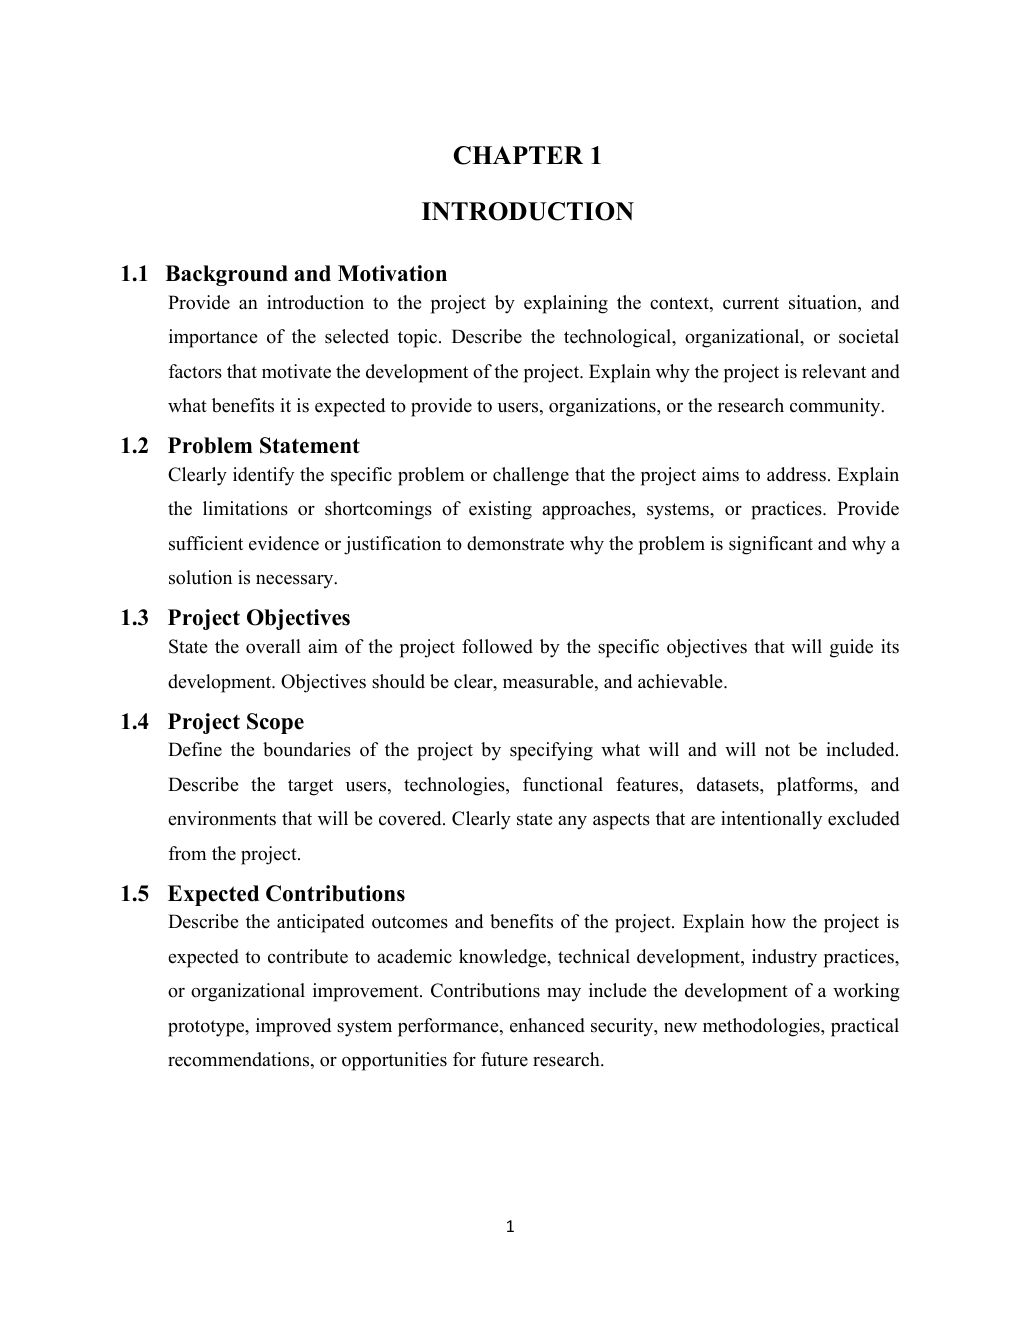 CHAPTER 1
INTRODUCTION
1.1 Background and Motivation
Provide an introduction to the project by explaining the context, current situation, and
importance of the selected topic. Describe the technological, organizational, or societal
factors that motivate the development of the project. Explain why the project is relevant and
what benefits it is expected to provide to users, organizations, or the research community.
1.2 Problem Statement
Clearly identify the specific problem or challenge that the project aims to address. Explain
the limitations or shortcomings of existing approaches, systems, or practices. Provide
sufficient evidence or justification to demonstrate why the problem is significant and why a
solution is necessary.
1.3 Project Objectives
State the overall aim of the project followed by the specific objectives that will guide its
development. Objectives should be clear, measurable, and achievable.
1.4 Project Scope
Define the boundaries of the project by specifying what will and will not be included.
Describe the target users, technologies, functional features, datasets, platforms, and
environments that will be covered. Clearly state any aspects that are intentionally excluded
from the project.
1.5 Expected Contributions
Describe the anticipated outcomes and benefits of the project. Explain how the project is
expected to contribute to academic knowledge, technical development, industry practices,
or organizational improvement. Contributions may include the development of a working
prototype, improved system performance, enhanced security, new methodologies, practical
recommendations, or opportunities for future research.
1